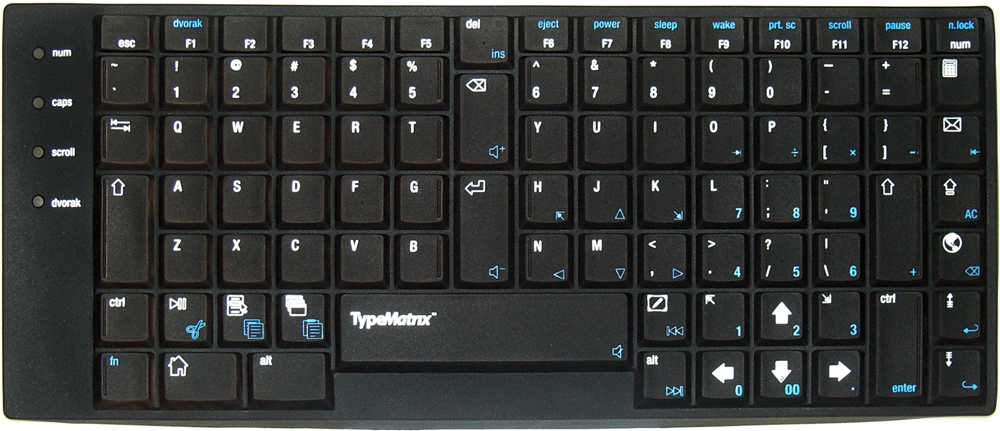 dvorak del eject power sleep wake prt. sc scroll pause n.lock
esc F1 F2 F3 F4 F5 ins F6 F7 F8 F9 F10 F11 F12 num
num
~ ! @ # $ % ^ & * ( ) – +
` 1 2 3 4 5 6 7 8 9 0 - =
caps
Q W E R T Y U I O P { }
÷ [ × ] -·
scroll
A S D F G H J K L : "
7 ; 8 ' 9 AC
dvorak
Z X C V B N M < > ? |
, . 4 / 5 \ 6 +
ctrl TypeMatrix™ 1 2 3 ctrl
fn alt alt 0 00 . enter